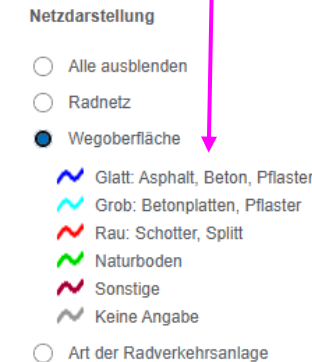 Netzdarstellung
Alle ausblenden
Radnetz
Wegoberfläche
Glatt: Asphalt, Beton, Pflaster
Grob: Betonplatten, Pflaster
Rau: Schotter, Splitt
Naturboden
Sonstige
Keine Angabe
Art der Radverkehrsanlage